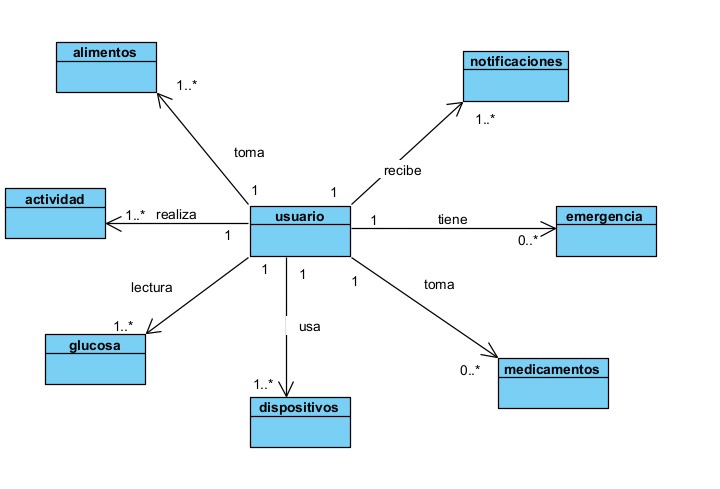 alimentos
notificaciones
1..*
1..*
toma
recibe
1
1
actividad
1..*
realiza
usuario
1
tiene
emergencia
1
0..*
1
1
1
lectura
toma
1..*
usa
glucosa
0..*
medicamentos
1..*
dispositivos